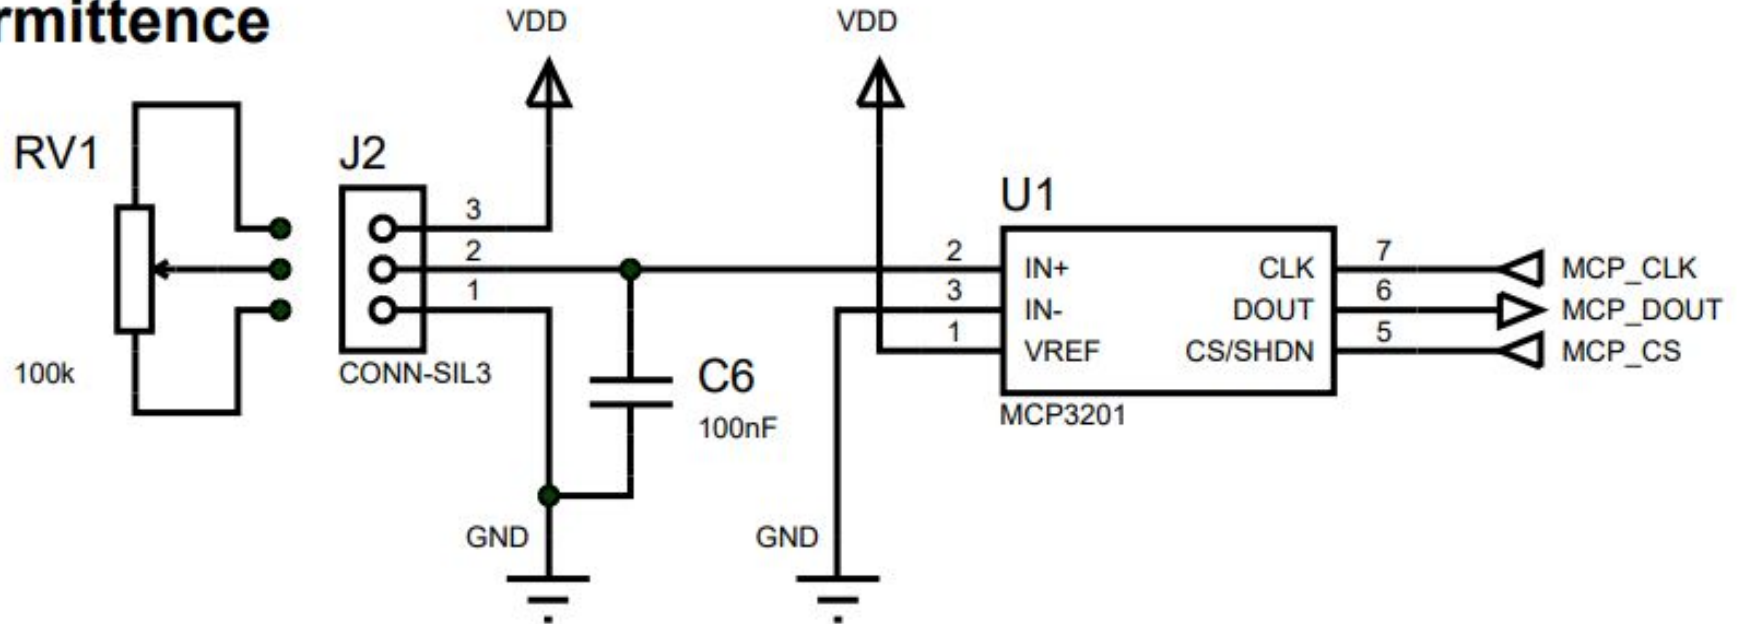 rmittence
VDD
VDD
RV1
J2
U1
3
2
1
2
3
1
IN+
IN-
VREF
CLK
DOUT
CS/SHDN
7
6
5
MCP_CLK
MCP_DOUT
MCP_CS
100k
CONN-SIL3
C6
100nF
MCP3201
GND
GND